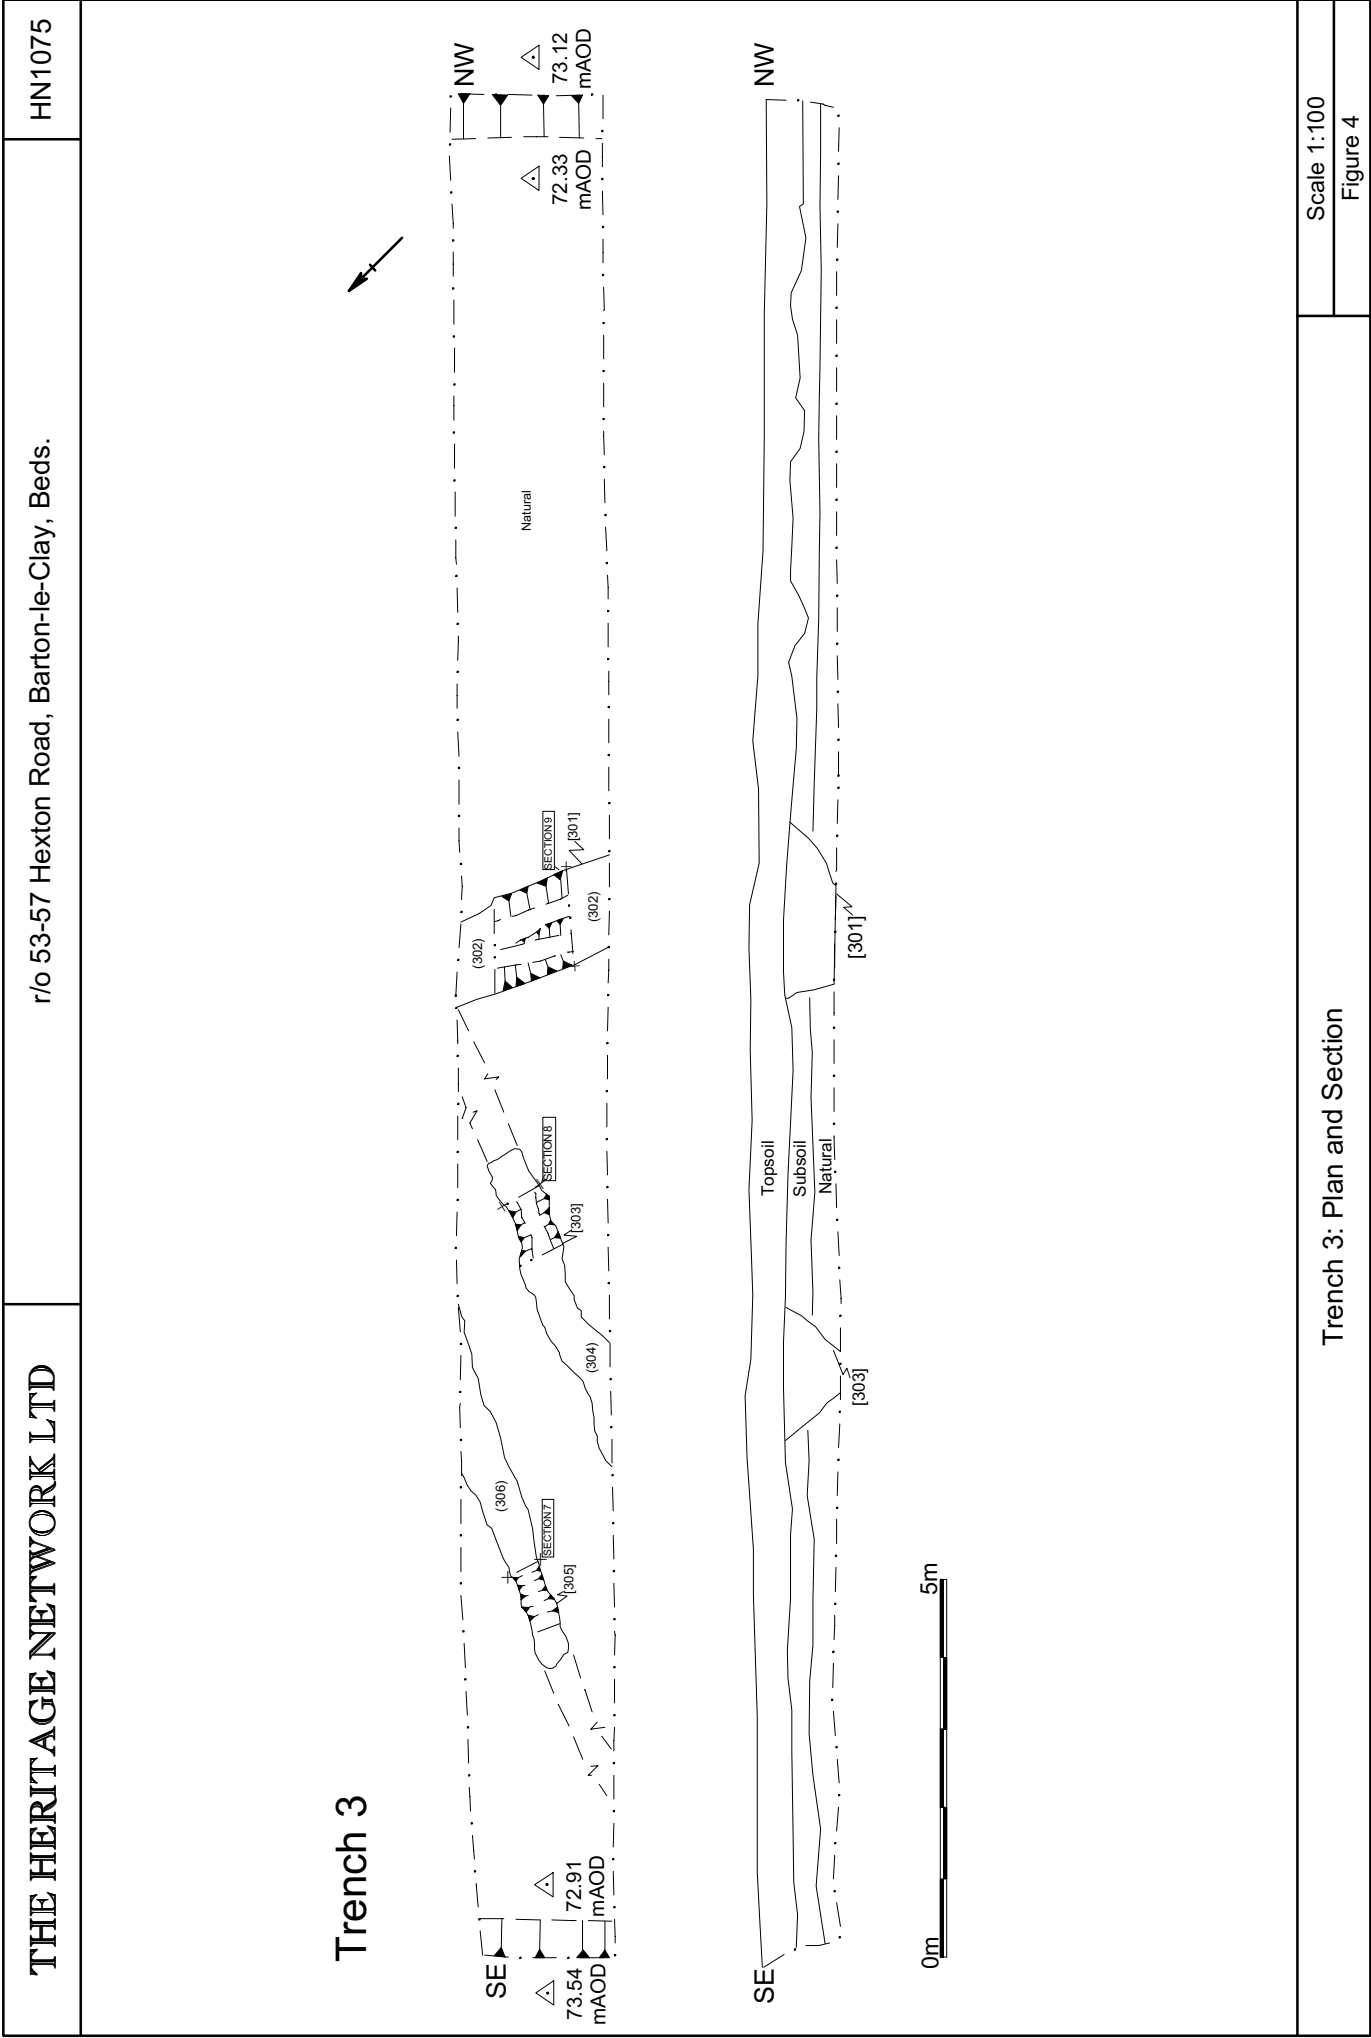 THE HERITAGE NETWORK LTD
r/o 53-57 Hexton Road, Barton-le-Clay, Beds.
HN1075
Trench 3
SE
73.54
mAOD
72.91
mAOD
[305]
SECTION 7
(306)
(304)
[303]
SECTION 8
(302)
(302)
[301]
SECTION 9
Natural
72.33
mAOD
73.12
mAOD
NW
SE
Topsoil
Subsoil
Natural
[303]
[301]
NW
0m
5m
Trench 3: Plan and Section
Scale 1:100
Figure 4